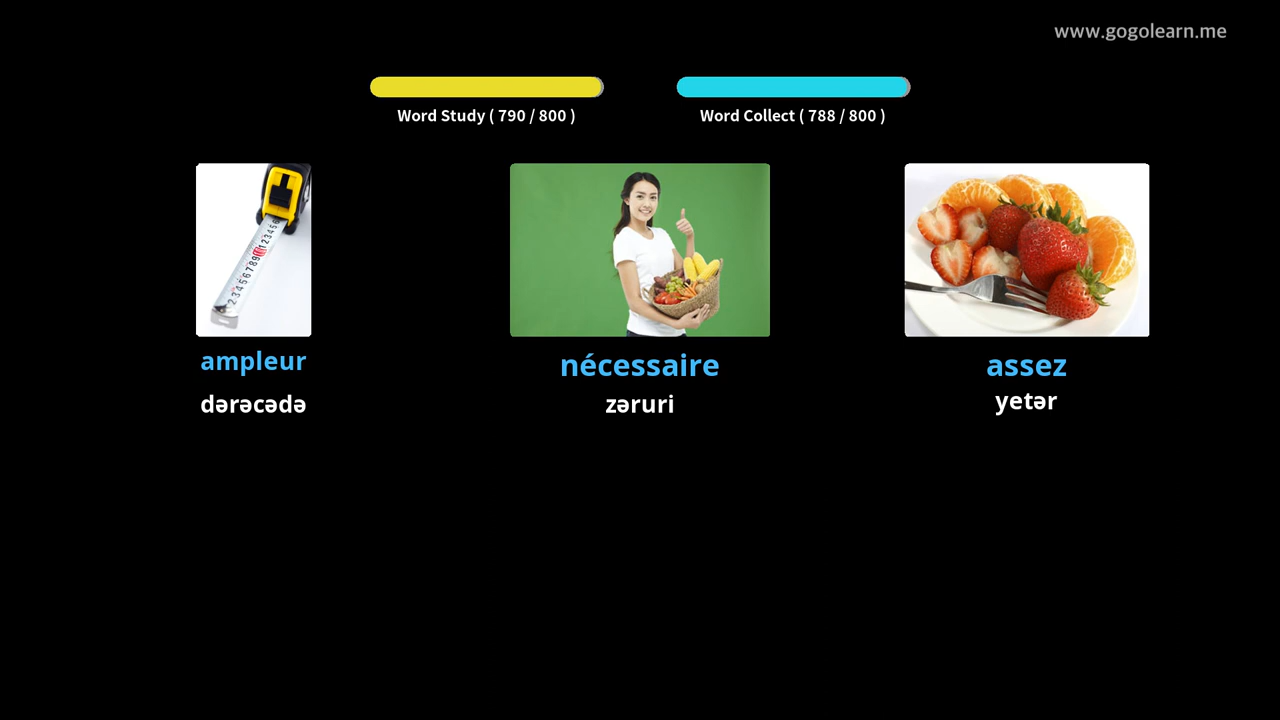 www.gogolearn.me
Word Study ( 790 / 800 )
Word Collect ( 788 / 800 )
ampleur
dərəcədə
nécessaire
zəruri
assez
yetər